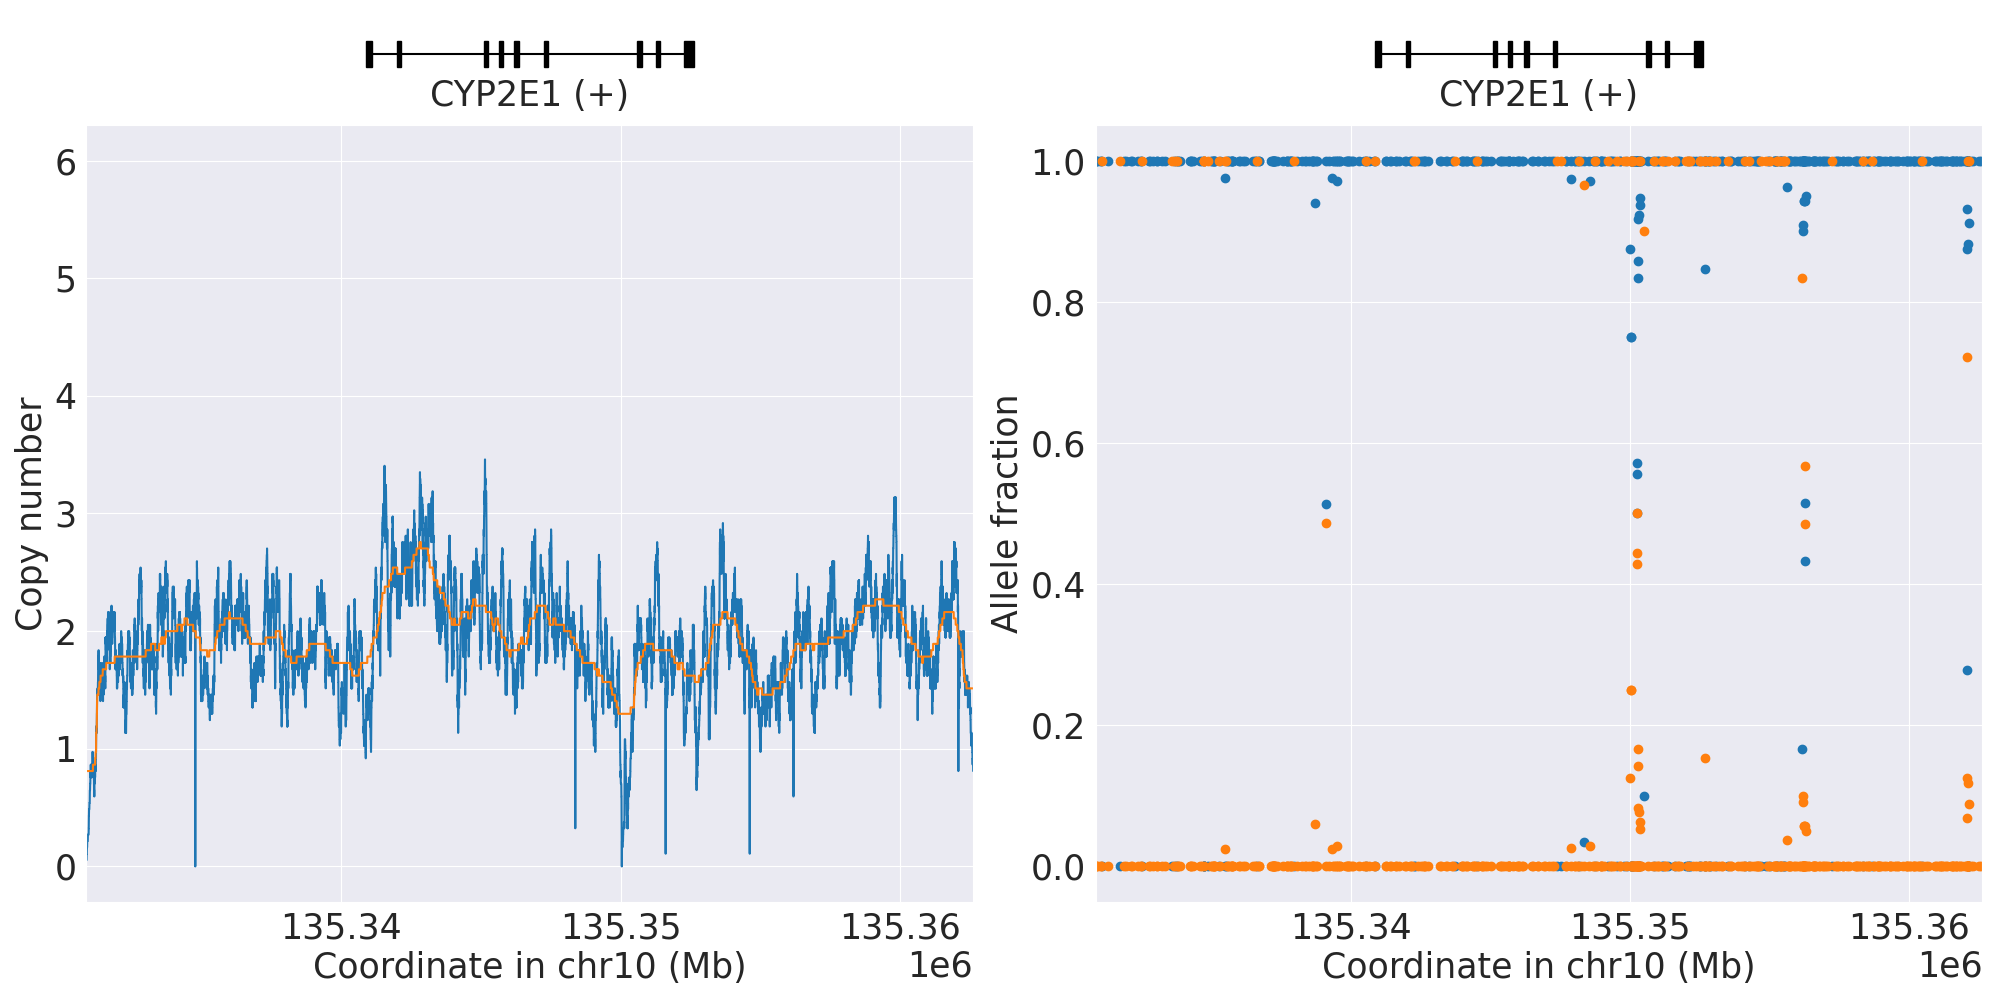 CYP2E1 (+)
6
5
4
3
2
1
0
Copy number
135.34 135.35 135.36
Coordinate in chr10 (Mb)
1e6
CYP2E1 (+)
1.0
0.8
0.6
0.4
0.2
0.0
Allele fraction
135.34 135.35 135.36
Coordinate in chr10 (Mb)
1e6